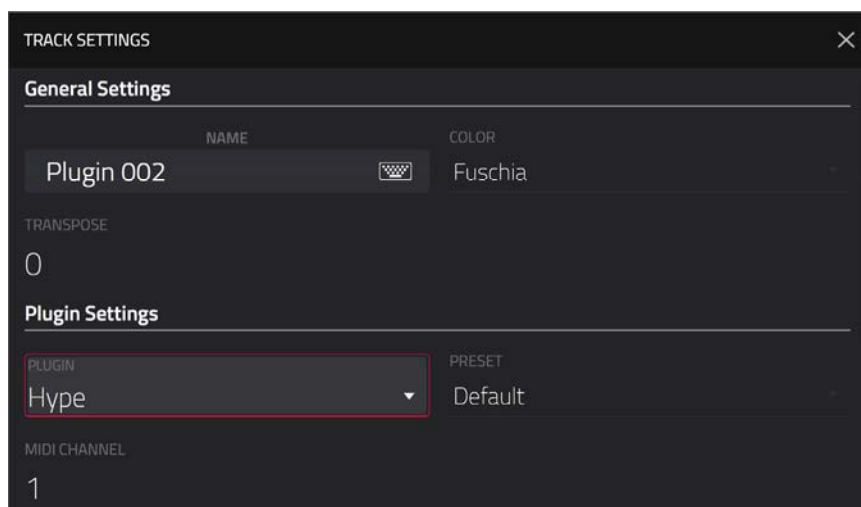 TRACK SETTINGS
General Settings
NAME
COLOR
Plugin 002
Fuschia
TRANSPOSE
0
Plugin Settings
PLUGIN
PRESET
Hype
Default
MIDI CHANNEL
1